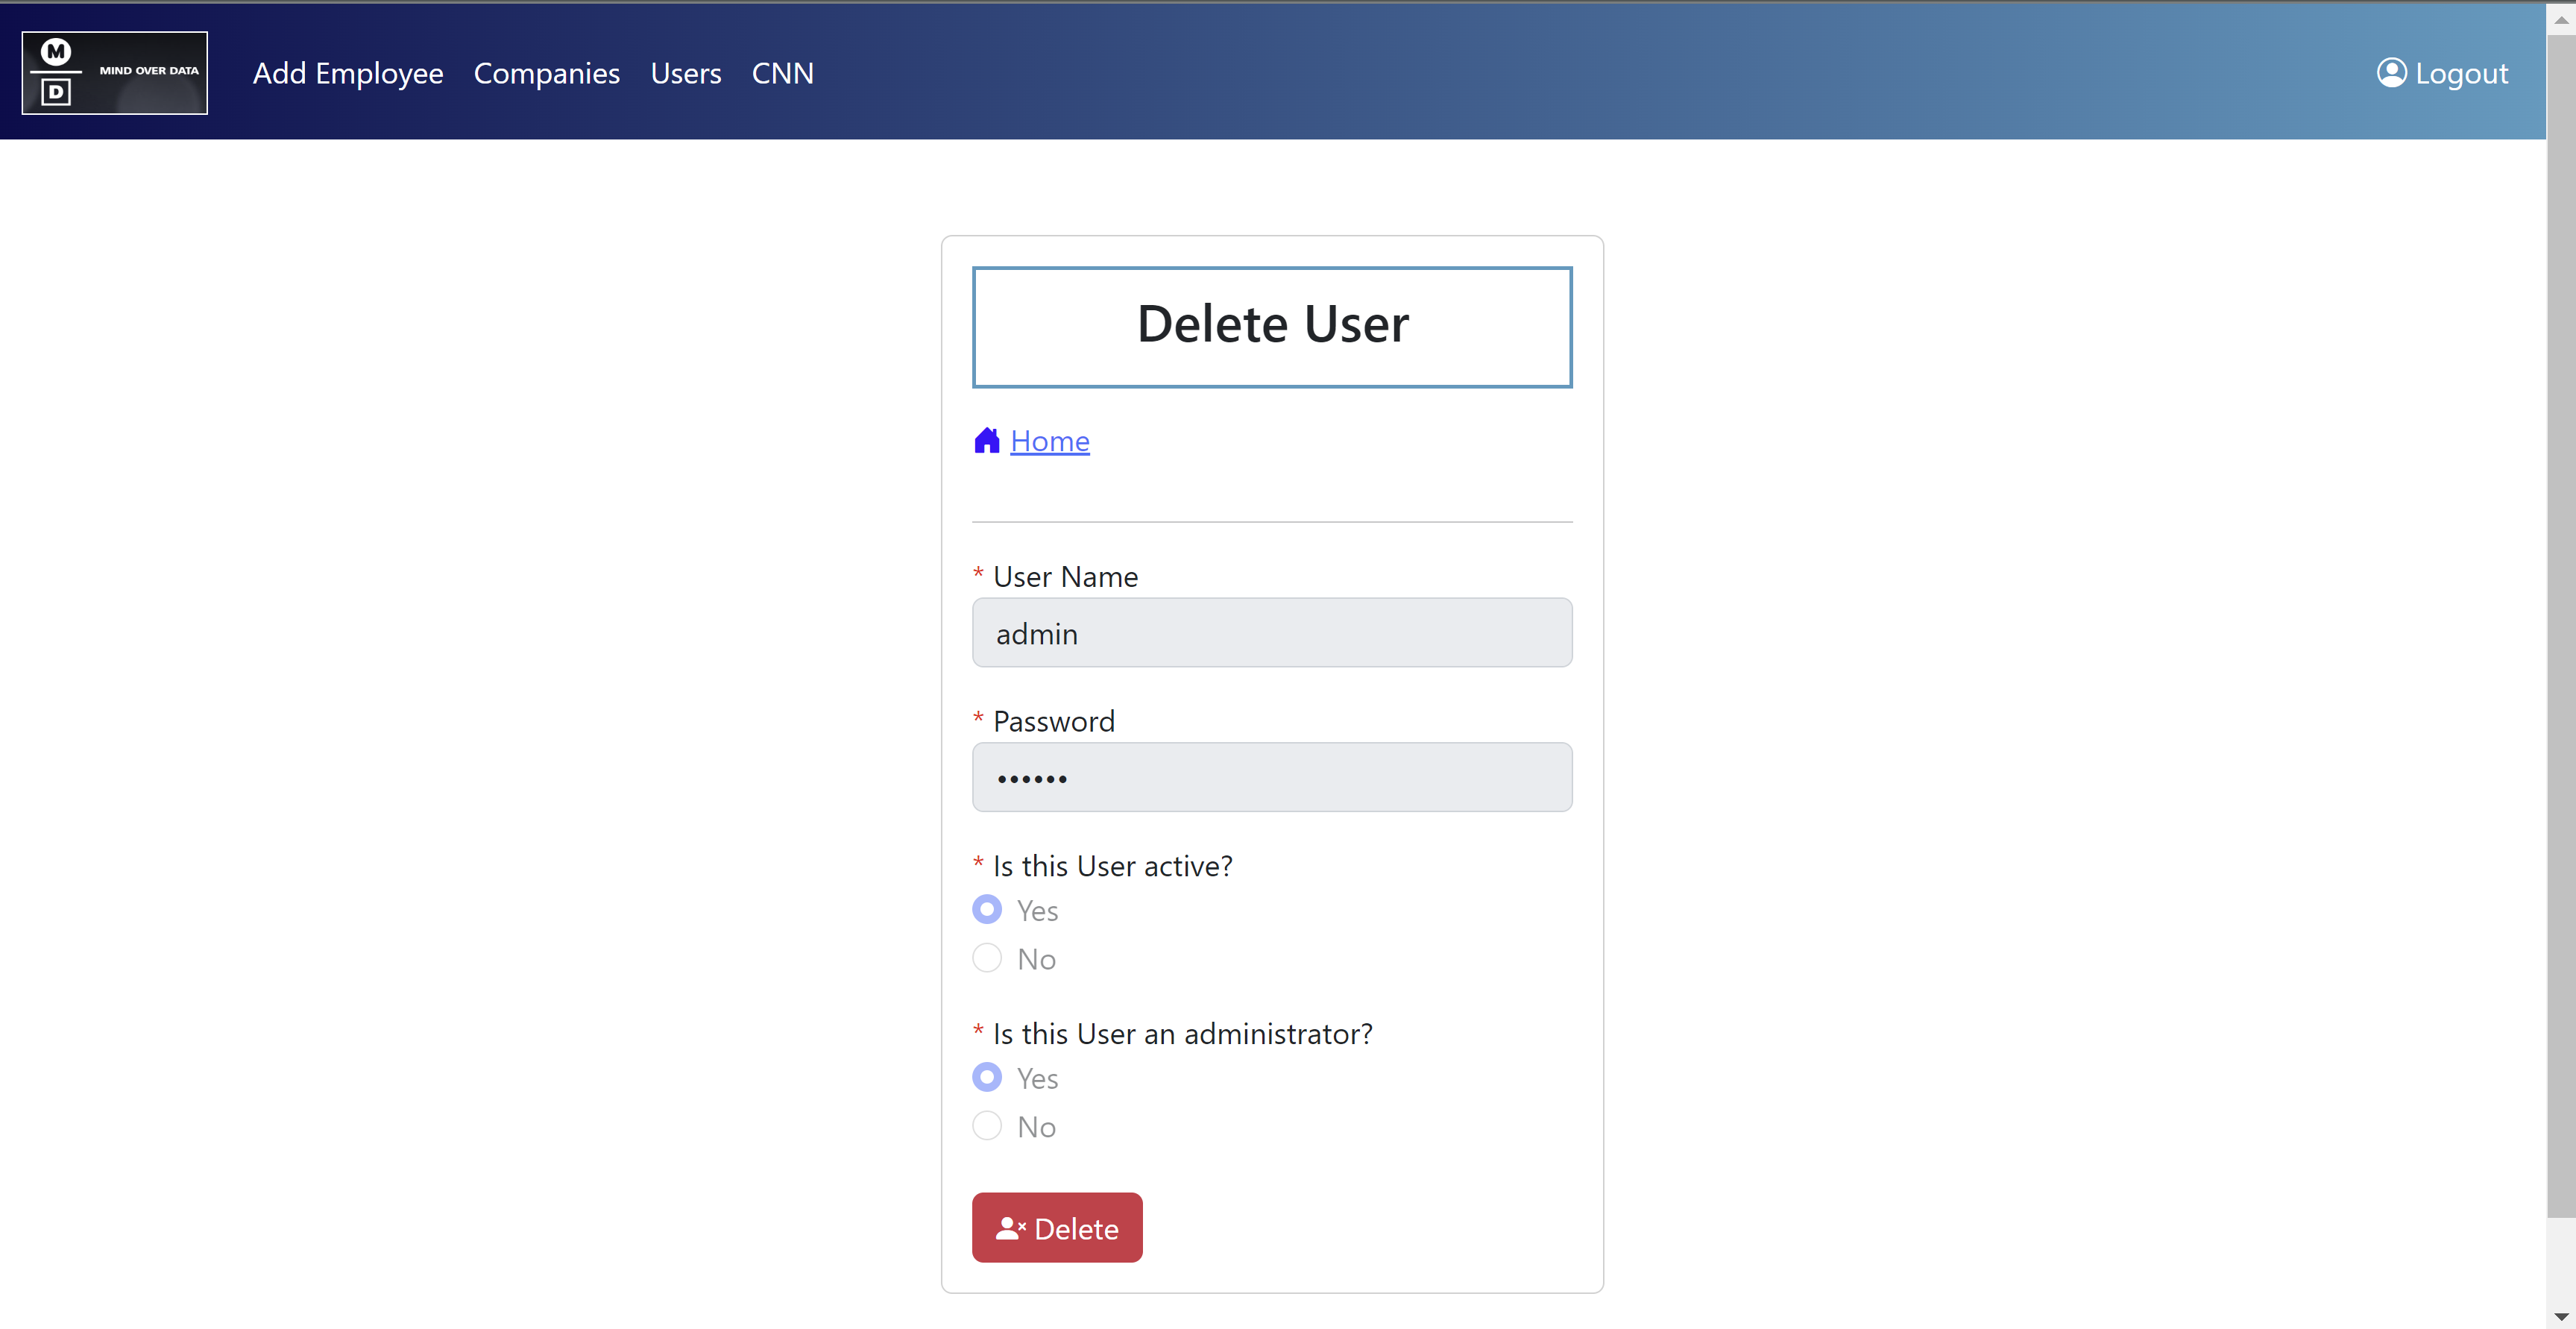 M
D
MIND OVER DATA
Add Employee Companies Users CNN
Logout
Delete User
Home
* User Name
admin
* Password
••••••
* Is this User active?
Yes
No
* Is this User an administrator?
Yes
No
Delete